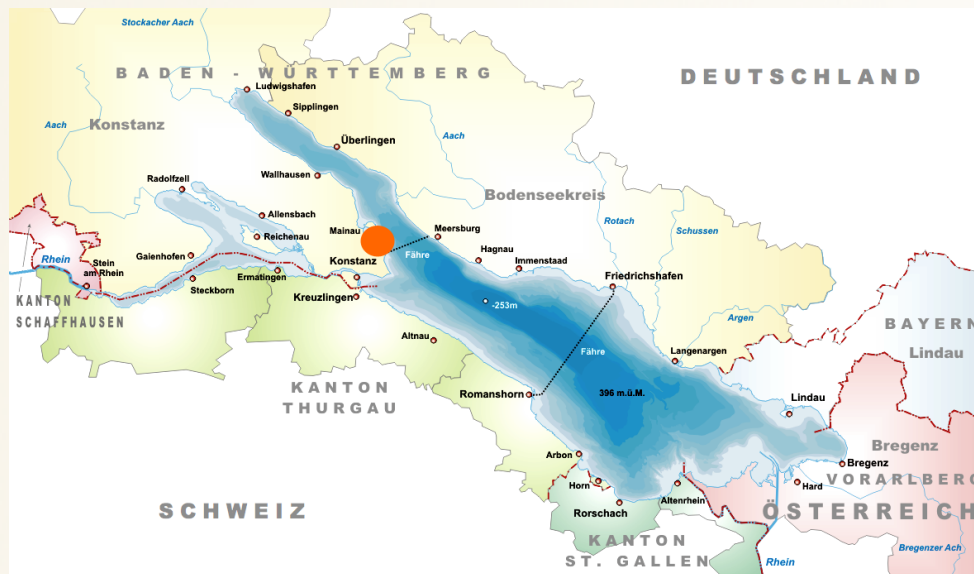 Stockacher Aach
BADEN - WÜRTTEMBERG
DEUTSCHLAND
Ludwigshafen
Sipplingen
Aach
Konstanz
Überlingen
Aach
Wallhausen
Radolfzell
Bodenseekreis
Allensbach
Rotach
Schussen
Mainau
Meersburg
Reichenau
Hagnau
Gaienhofen
Fähre
Rhein
Stein
am Rhein
Konstanz
Immenstaad
Ermatingen
Friedrichshafen
Steckborn
Kreuzlingen
KANTON
SCHAFFHAUSEN
-253m
Argen
BAYERN
Altnau
Fähre
Langenargen
Lindau
KANTON
THURGAU
Romanshorn
396 m.ü.M.
Lindau
Bregenz
Arbon
Bregenz
VORARLBERG
Horn
Altenrhein
Hard
SCHWEIZ
Rorschach
ÖSTERREICH
KANTON
ST. GALLEN
Rhein
Bregenzer Ach